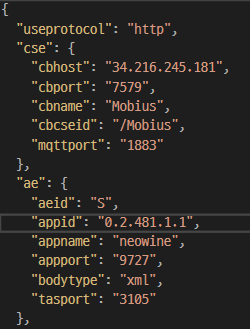 {
  "useprotocol": "http",
  "cse": {
    "cbhost": "34.216.245.181",
    "cbport": "7579",
    "cbname": "Mobius",
    "cbcseid": "/Mobius",
    "mqttport": "1883"
  },
  "ae": {
    "aeid": "S",
    "appid": "0.2.481.1.1",
    "appname": "neowine",
    "appport": "9727",
    "bodytype": "xml",
    "tasport": "3105"
  },